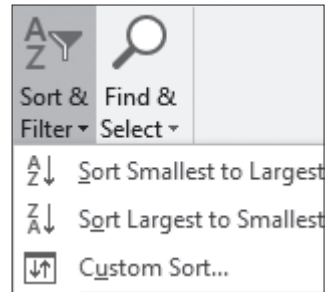 Sort & Find &
Filter Select
Sort Smallest to Largest
Sort Largest to Smallest
Custom Sort...